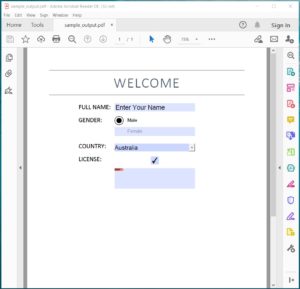 sample_output.pdf - Adobe Acrobat Reader DC (32-bit)
File Edit View Sign Window Help
Home Tools sample_output.pdf × Sign In
1 / 1 75%
WELCOME
FULL NAME: Enter Your Name
GENDER: Male
Female
COUNTRY: Australia
LICENSE: